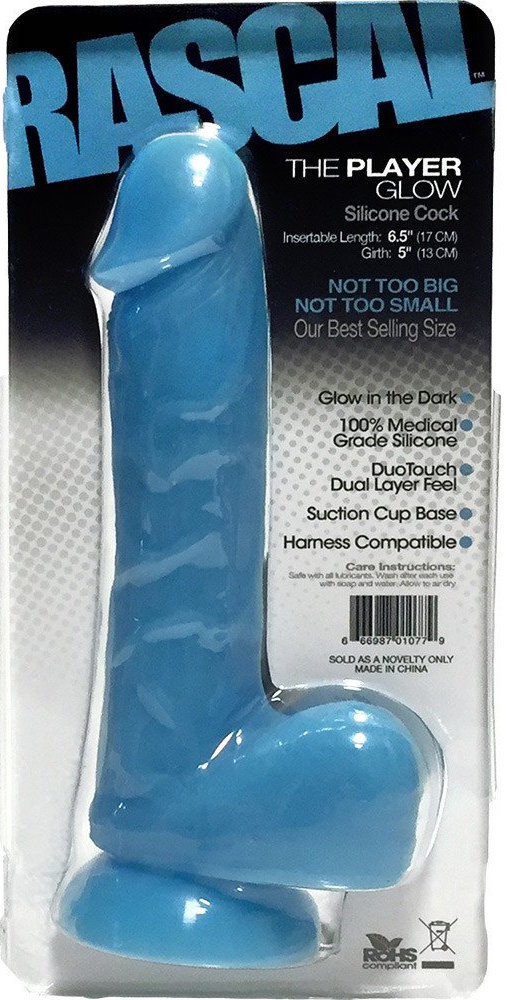 RASCAL™
THE PLAYER
GLOW
Silicone Cock
Insertable Length: 6.5" (17 CM)
Girth: 5" (13 CM)
NOT TOO BIG
NOT TOO SMALL
Our Best Selling Size
Glow in the Dark
100% Medical
Grade Silicone
DuoTouch
Dual Layer Feel
Suction Cup Base
Harness Compatible
Care Instructions:
Safe with all lubricants. Wash after each use
with soap and water. Allow to air dry
6 66987 01077 9
SOLD AS A NOVELTY ONLY
MADE IN CHINA
RoHS
compliant